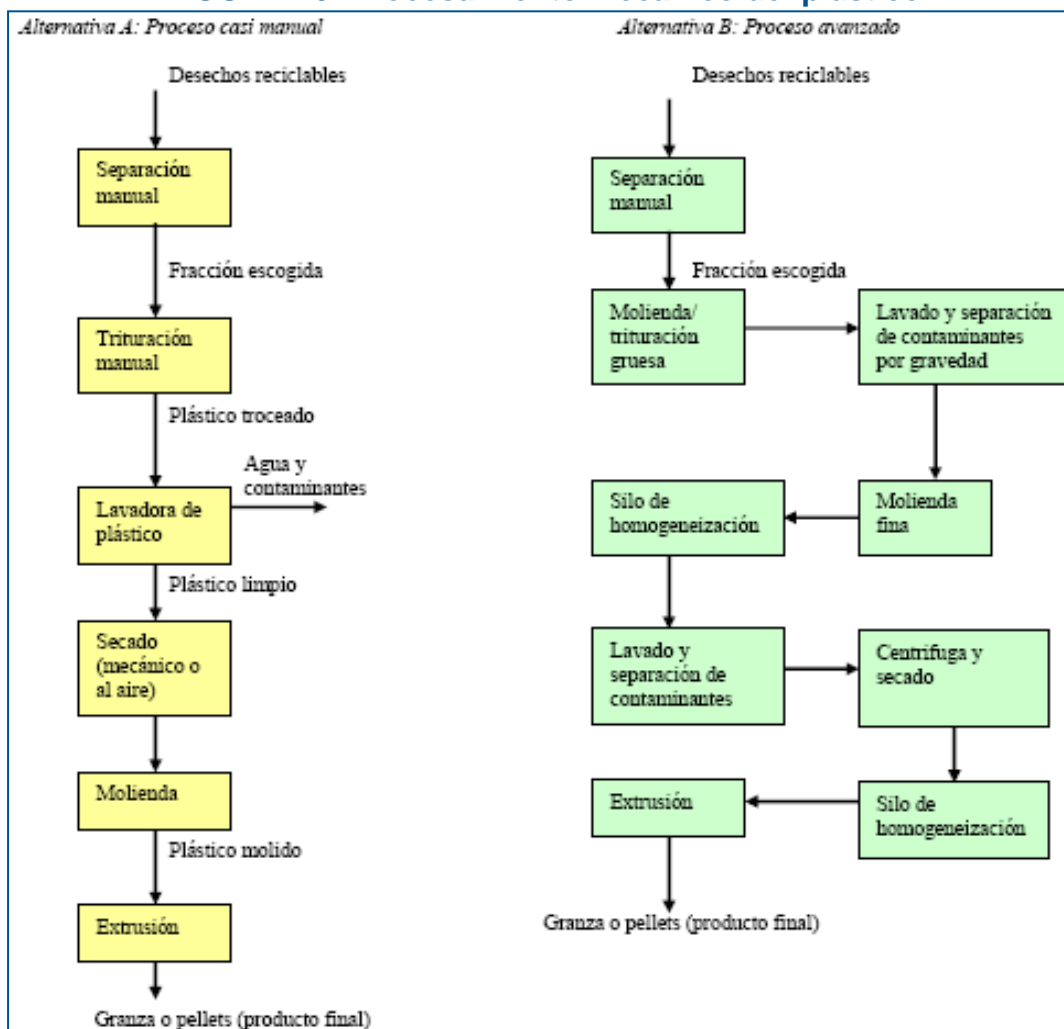 Alternativa A: Proceso casi manual
Desechos reciclables
Separación
manual
Fracción escogida
Trituración
manual
Plástico troceado
Agua y
contaminantes
Lavadora de
plástico
Plástico limpio
Secado
(mecánico o
al aire)
Molienda
Plástico molido
Extrusión
Granza o pellets (producto final)
Alternativa B: Proceso avanzado
Desechos reciclables
Separación
manual
Fracción escogida
Molienda/
trituración
gruesa
Lavado y separación
de contaminantes
por gravedad
Molienda
fina
Silo de
homogeneización
Lavado y
separación de
contaminantes
Centrifuga y
secado
Silo de
homogeneización
Extrusión
Granza o pellets (producto final)